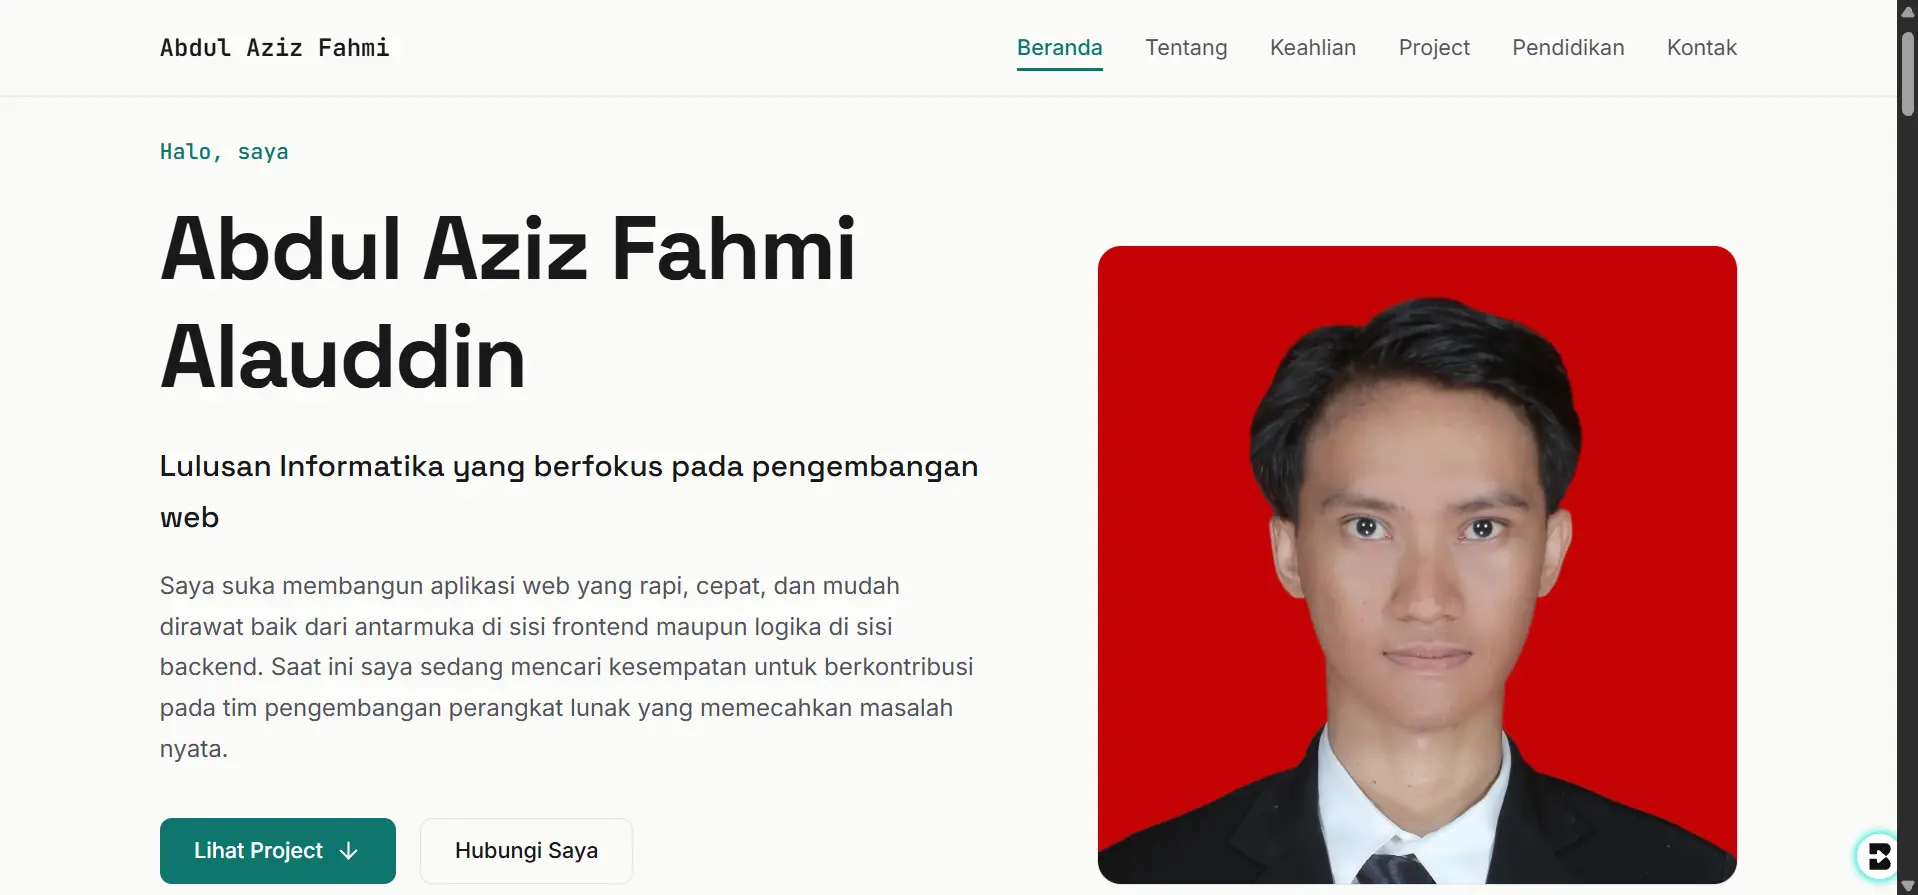 Abdul Aziz Fahmi
Beranda Tentang Keahlian Project Pendidikan Kontak
Halo, saya
Abdul Aziz Fahmi
Alauddin
Lulusan Informatika yang berfokus pada pengembangan
web
Saya suka membangun aplikasi web yang rapi, cepat, dan mudah
dirawat baik dari antarmuka di sisi frontend maupun logika di sisi
backend. Saat ini saya sedang mencari kesempatan untuk berkontribusi
pada tim pengembangan perangkat lunak yang memecahkan masalah
nyata.
Lihat Project ↓
Hubungi Saya